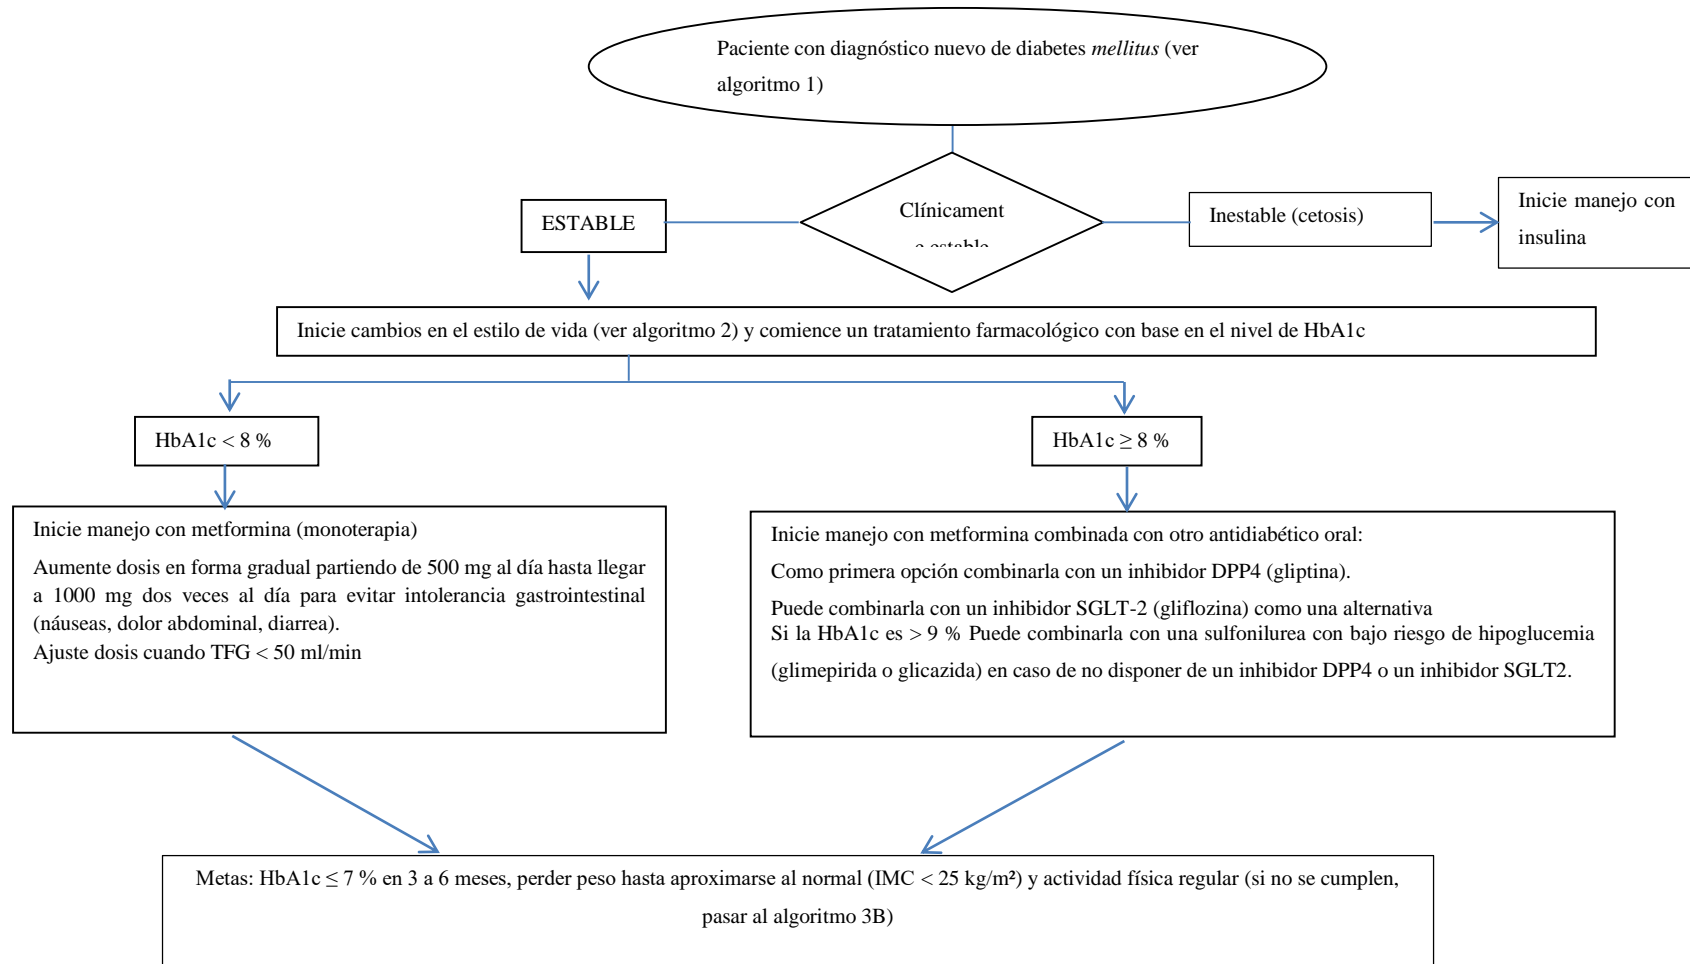 Paciente con diagnóstico nuevo de diabetes mellitus (ver
algoritmo 1)
ESTABLE
Clínicament
e estable
Inestable (cetosis)
Inicie manejo con
insulina
Inicie cambios en el estilo de vida (ver algoritmo 2) y comience un tratamiento farmacológico con base en el nivel de HbA1c
HbA1c < 8 %
HbA1c ≥ 8 %
Inicie manejo con metformina (monoterapia)
Aumente dosis en forma gradual partiendo de 500 mg al día hasta llegar
a 1000 mg dos veces al día para evitar intolerancia gastrointestinal
(náuseas, dolor abdominal, diarrea).
Ajuste dosis cuando TFG < 50 ml/min
Inicie manejo con metformina combinada con otro antidiabético oral:
Como primera opción combinarla con un inhibidor DPP4 (gliptina).
Puede combinarla con un inhibidor SGLT-2 (gliflozina) como una alternativa
Si la HbA1c es > 9 % Puede combinarla con una sulfonilurea con bajo riesgo de hipoglucemia
(glimepirida o glicazida) en caso de no disponer de un inhibidor DPP4 o un inhibidor SGLT2.
Metas: HbA1c ≤ 7 % en 3 a 6 meses, perder peso hasta aproximarse al normal (IMC < 25 kg/m²) y actividad física regular (si no se cumplen,
pasar al algoritmo 3B)